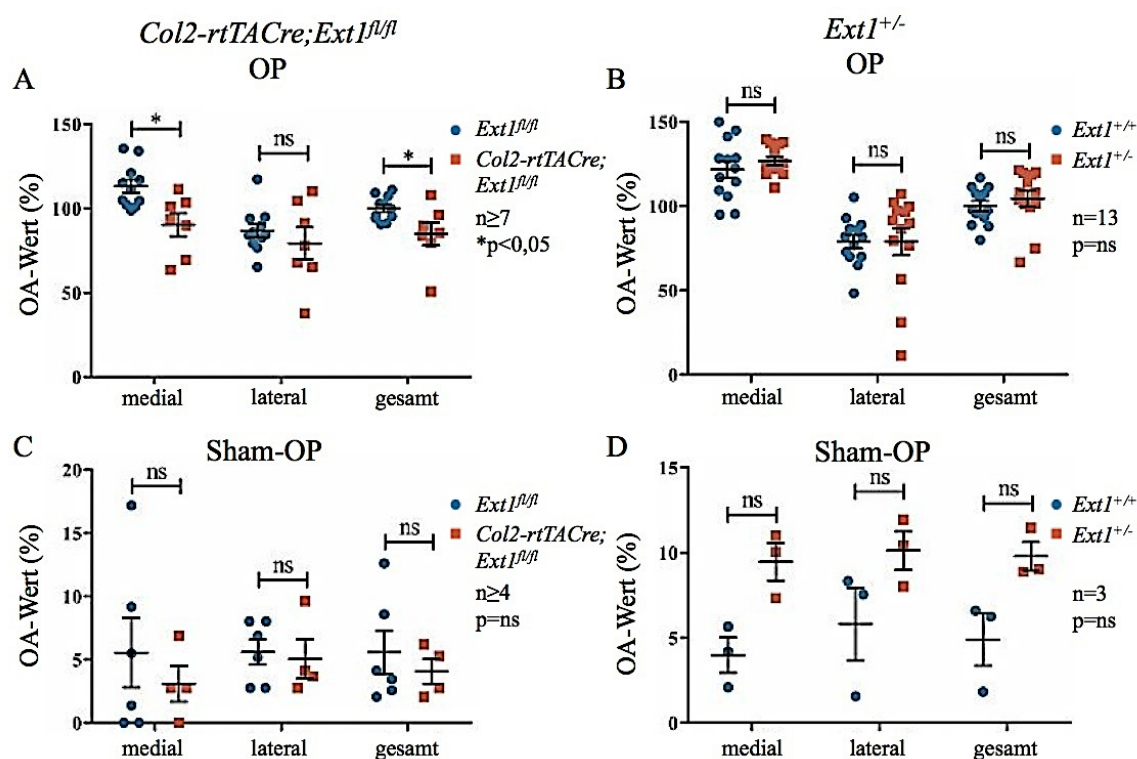 Col2-rtTACre;Ext1fl/fl
OP
A
OA-Wert (%)
150
100
50
0
*
ns
*
medial
lateral
gesamt
Ext1fl/fl
Col2-rtTACre;
Ext1fl/fl
n≥7
*p<0,05
Ext1+/-
OP
B
OA-Wert (%)
150
100
50
0
ns
ns
ns
medial
lateral
gesamt
Ext1+/+
Ext1+/-
n=13
p=ns
C
Sham-OP
OA-Wert (%)
20
15
10
5
0
ns
ns
ns
medial
lateral
gesamt
Ext1fl/fl
Col2-rtTACre;
Ext1fl/fl
n≥4
p=ns
D
Sham-OP
OA-Wert (%)
15
10
5
0
ns
ns
ns
medial
lateral
gesamt
Ext1+/+
Ext1+/-
n=3
p=ns